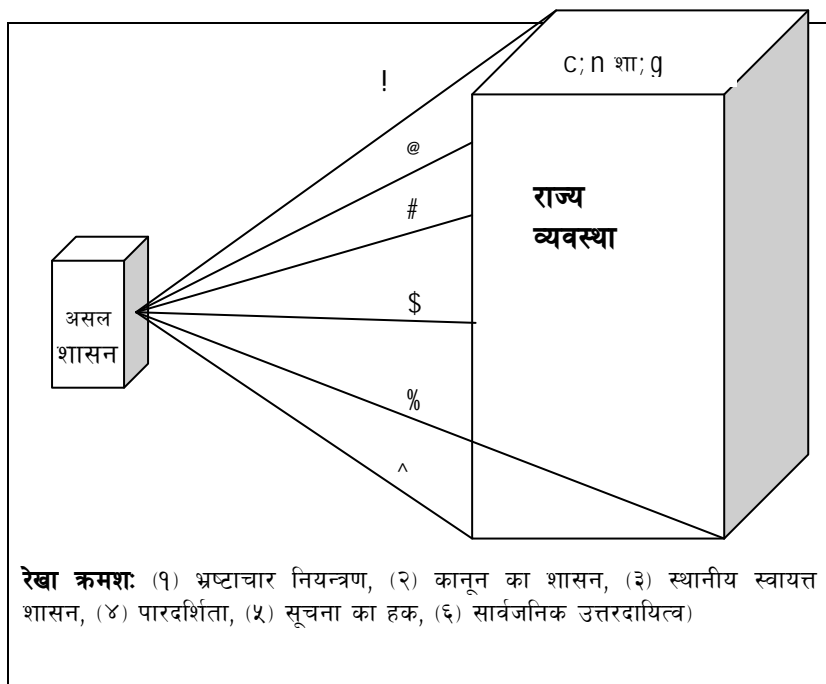 c;n शा;g
!
@
#
$
%
^
राज्य
व्यवस्था
असल
शासन
रेखा क्रमशः (१) भ्रष्टाचार नियन्त्रण, (२) कानून का शासन, (३) स्थानीय स्वायत्त
शासन, (४) पारदर्शिता, (५) सूचना का हक, (६) सार्वजनिक उत्तरदायित्व)